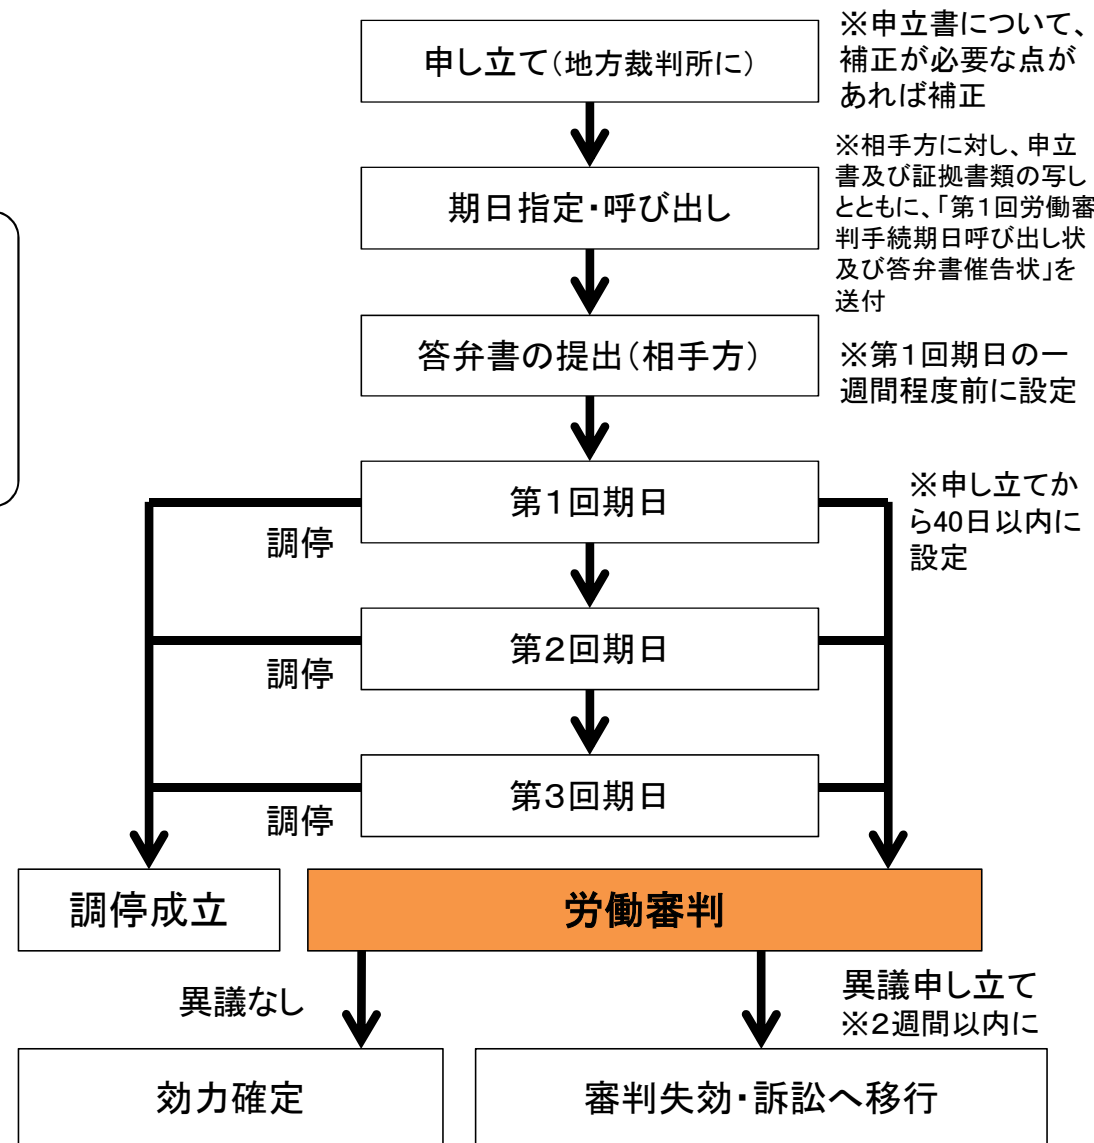 申し立て（地方裁判所に）
※申立書について、
補正が必要な点が
あれば補正
期日指定・呼び出し
※相手方に対し、申立
書及び証拠書類の写し
とともに、「第１回労働審
判手続期日呼び出し状
及び答弁書催告状」を
送付
答弁書の提出（相手方）
※第１回期日の一
週間程度前に設定
第１回期日
※申し立てか
ら40日以内に
設定
調停
第２回期日
調停
第３回期日
調停
調停成立
労働審判
異議なし
異議申し立て
※２週間以内に
効力確定
審判失効・訴訟へ移行